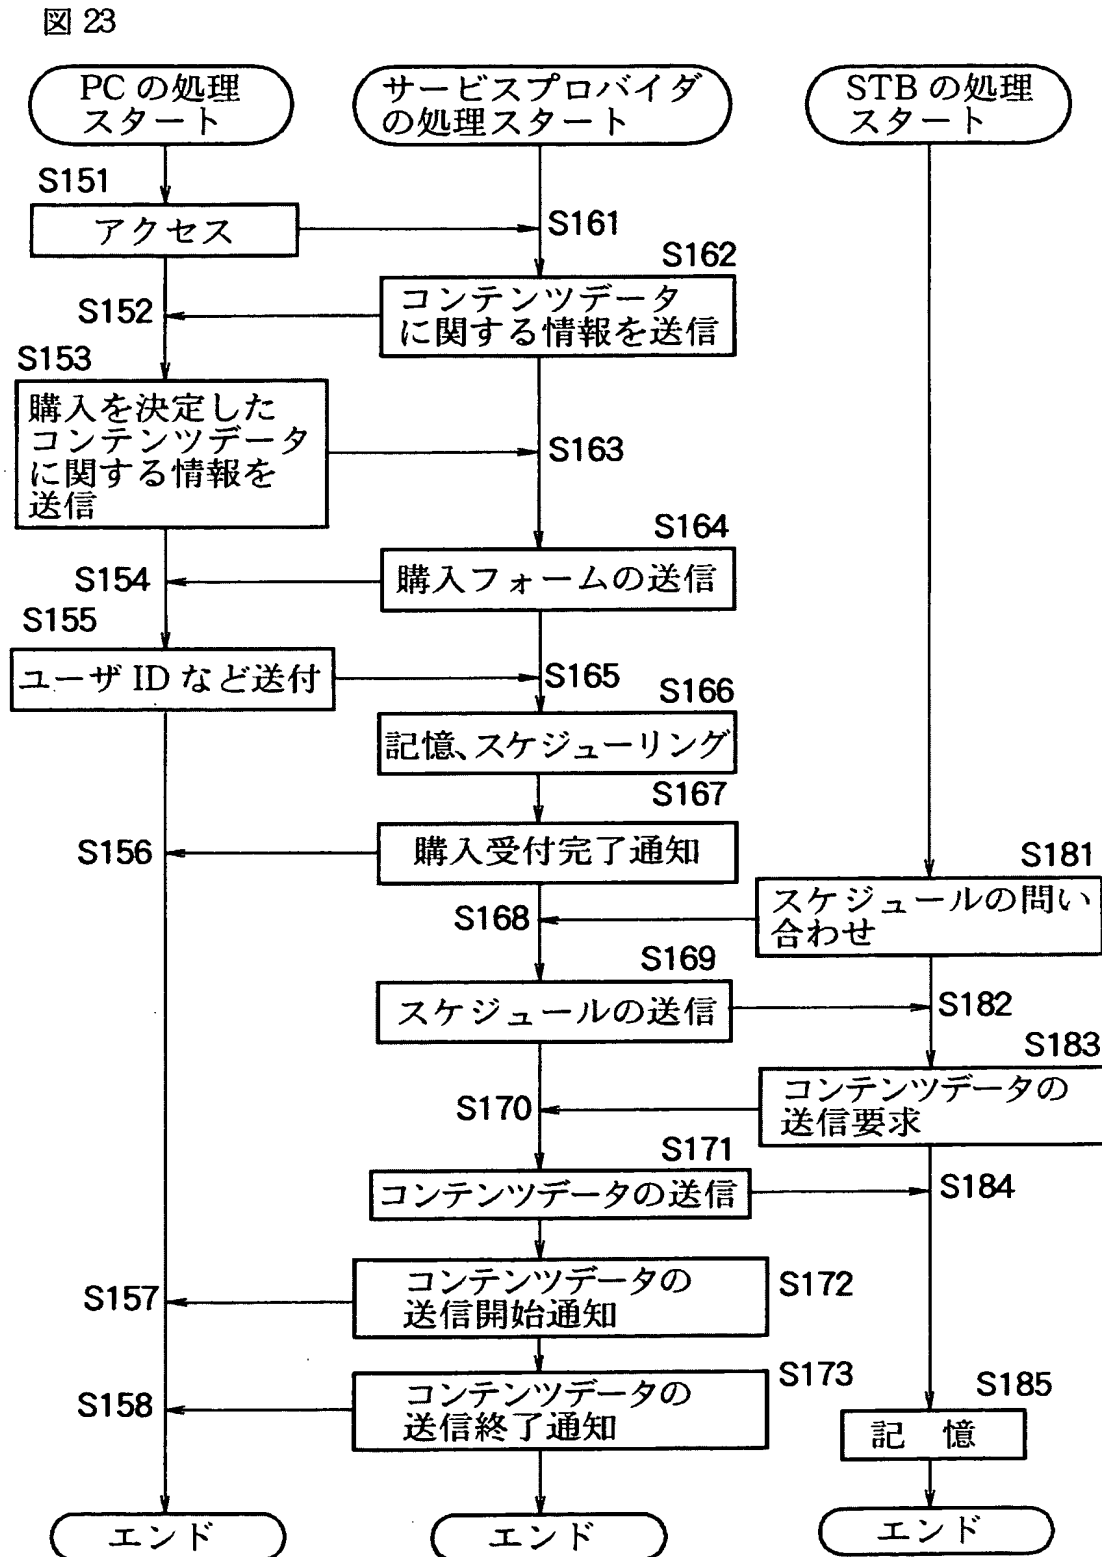 図 23
PC の処理
スタート
サービスプロバイダ
の処理スタート
STB の処理
スタート
S151
アクセス
S161
S162
コンテンツデータ
に関する情報を送信
S152
S153
購入を決定した
コンテンツデータ
に関する情報を
送信
S163
S164
購入フォームの送信
S154
S155
ユーザ ID など送付
S165
S166
記憶、スケジューリング
S167
購入受付完了通知
S156
S181
スケジュールの問い
合わせ
S168
S169
スケジュールの送信
S182
S183
コンテンツデータの
送信要求
S170
S171
コンテンツデータの送信
S184
S172
コンテンツデータの
送信開始通知
S157
S173
コンテンツデータの
送信終了通知
S158
S185
記 憶
エンド
エンド
エンド